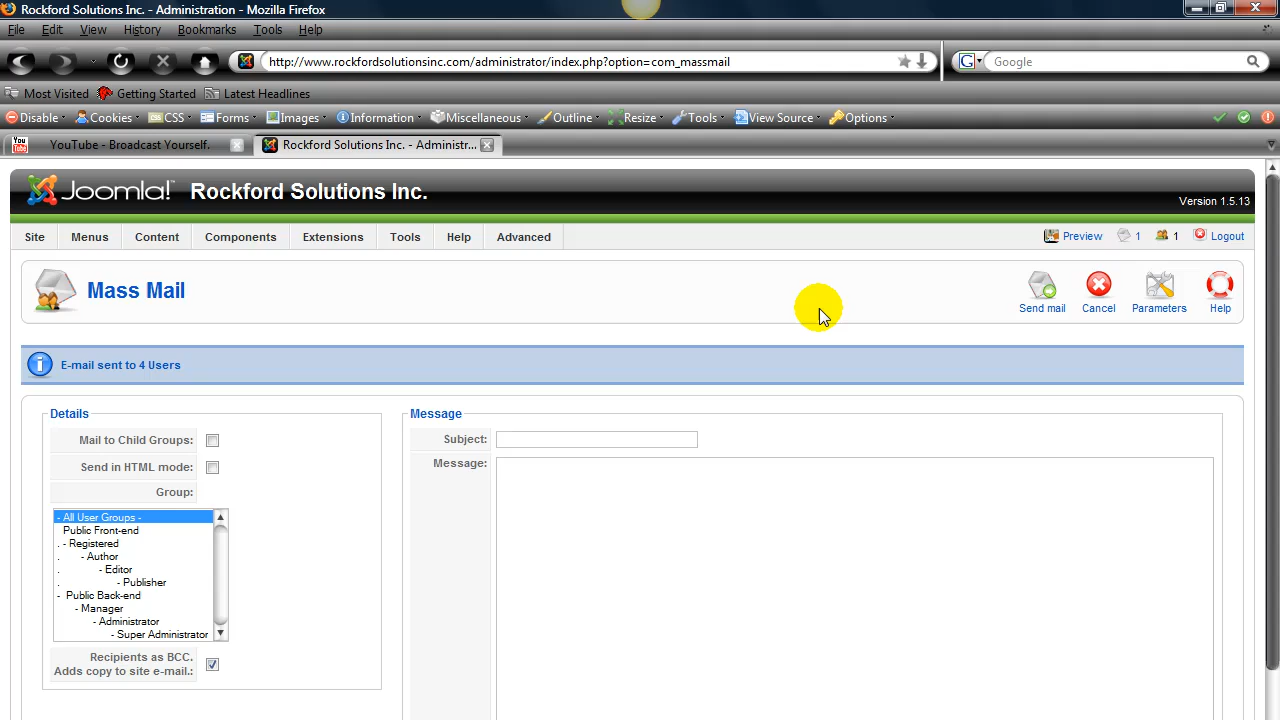 Rockford Solutions Inc. - Administration - Mozilla Firefox
File Edit View History Bookmarks Tools Help
http://www.rockfordsolutionsinc.com/administrator/index.php?option=com_massmail
G Google
Most Visited Getting Started Latest Headlines
Disable Cookies CSS Forms Images Information Miscellaneous Outline Resize Tools View Source Options
You Tube YouTube - Broadcast Yourself. Rockford Solutions Inc. - Administr...
Joomla! Rockford Solutions Inc.
Version 1.5.13
Site Menus Content Components Extensions Tools Help Advanced Preview 1 1 Logout
Mass Mail
Send mail Cancel Parameters Help
E-mail sent to 4 Users
Details
Mail to Child Groups:
Send in HTML mode:
Group:
- All User Groups -
Public Front-end
. - Registered
. - Author
. - Editor
. - Publisher
- Public Back-end
- Manager
- Administrator
- Super Administrator
Recipients as BCC.
Adds copy to site e-mail.:
Message
Subject:
Message: